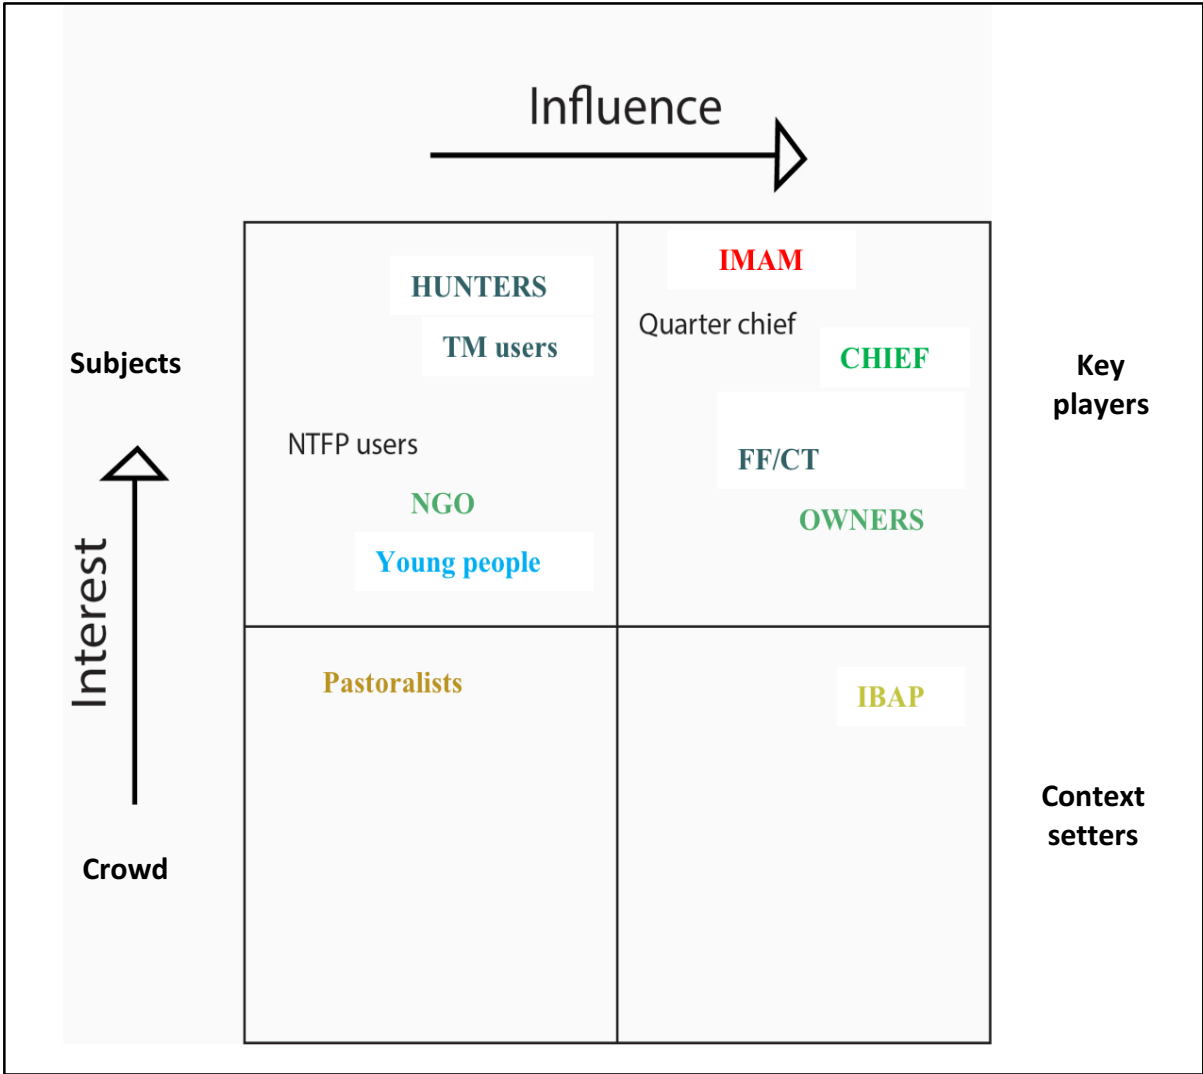 Influence
IMAM
HUNTERS
Quarter chief
TM users
CHIEF
Subjects
Key
players
NTFP users
FF/CT
NGO
OWNERS
Young people
Interest
Pastoralists
IBAP
Context
setters
Crowd